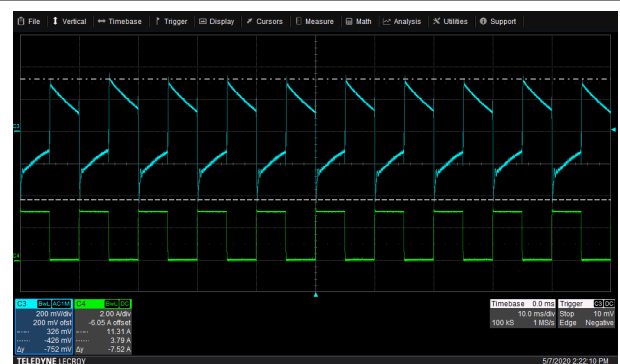 File Vertical Timebase Trigger Display Cursors Measure Math Analysis Utilities Support
C3
C4
C3 BwL AC1M C4 BwL DC
200 mV/div 2.00 A/div
200 mV ofst -6.05 A offset
326 mV 11.31 A
-426 mV 3.79 A
Δy -752 mV Δy -7.52 A
Timebase 0.0 ms Trigger C3 DC
10.0 ms/div Stop 10 mV
100 kS 1 MS/s Edge Negative
TELEDYNE LECROY 5/7/2020 2:22:10 PM